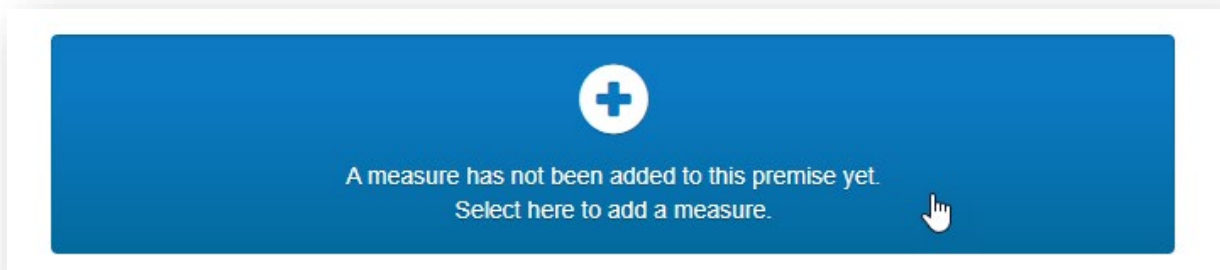 A measure has not been added to this premise yet.
Select here to add a measure.